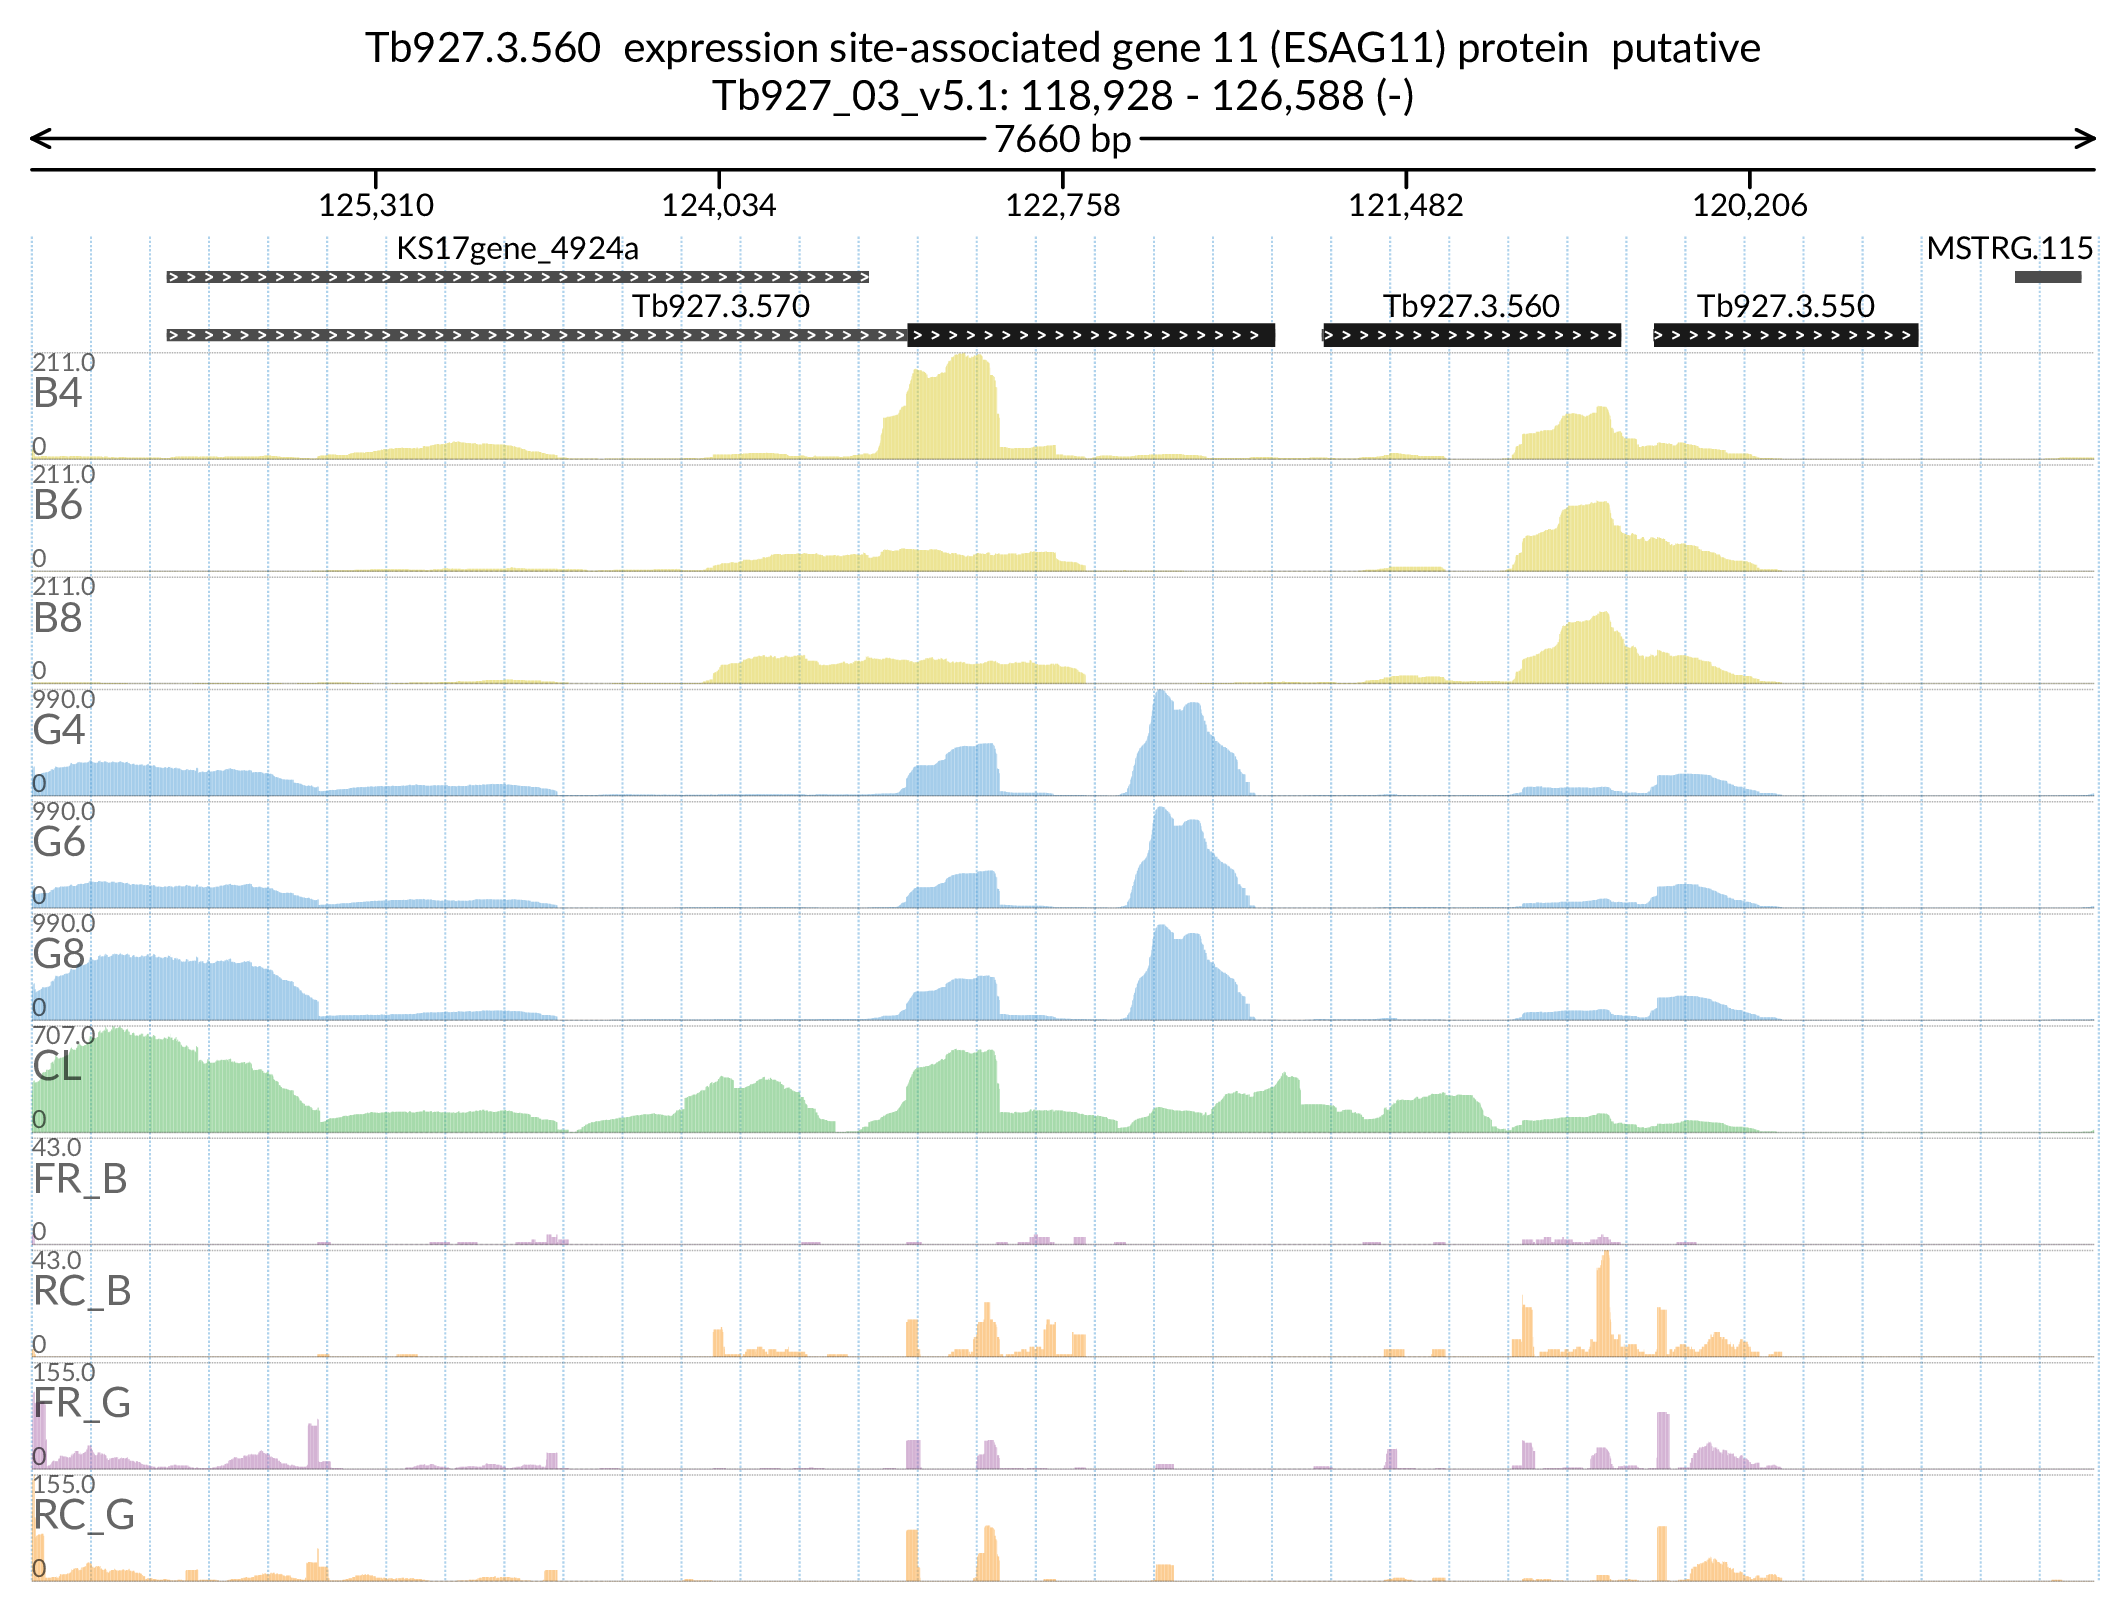 Tb927.3.560  expression site-associated gene 11 (ESAG11) protein  putative
Tb927_03_v5.1: 118,928 - 126,588 (-)
7660 bp
125,310 124,034 122,758 121,482 120,206
KS17gene_4924a MSTRG.115
Tb927.3.570 Tb927.3.560 Tb927.3.550
211.0
B4
0
211.0
B6
0
211.0
B8
0
990.0
G4
0
990.0
G6
0
990.0
G8
0
707.0
CL
0
43.0
FR_B
0
43.0
RC_B
0
155.0
FR_G
0
155.0
RC_G
0